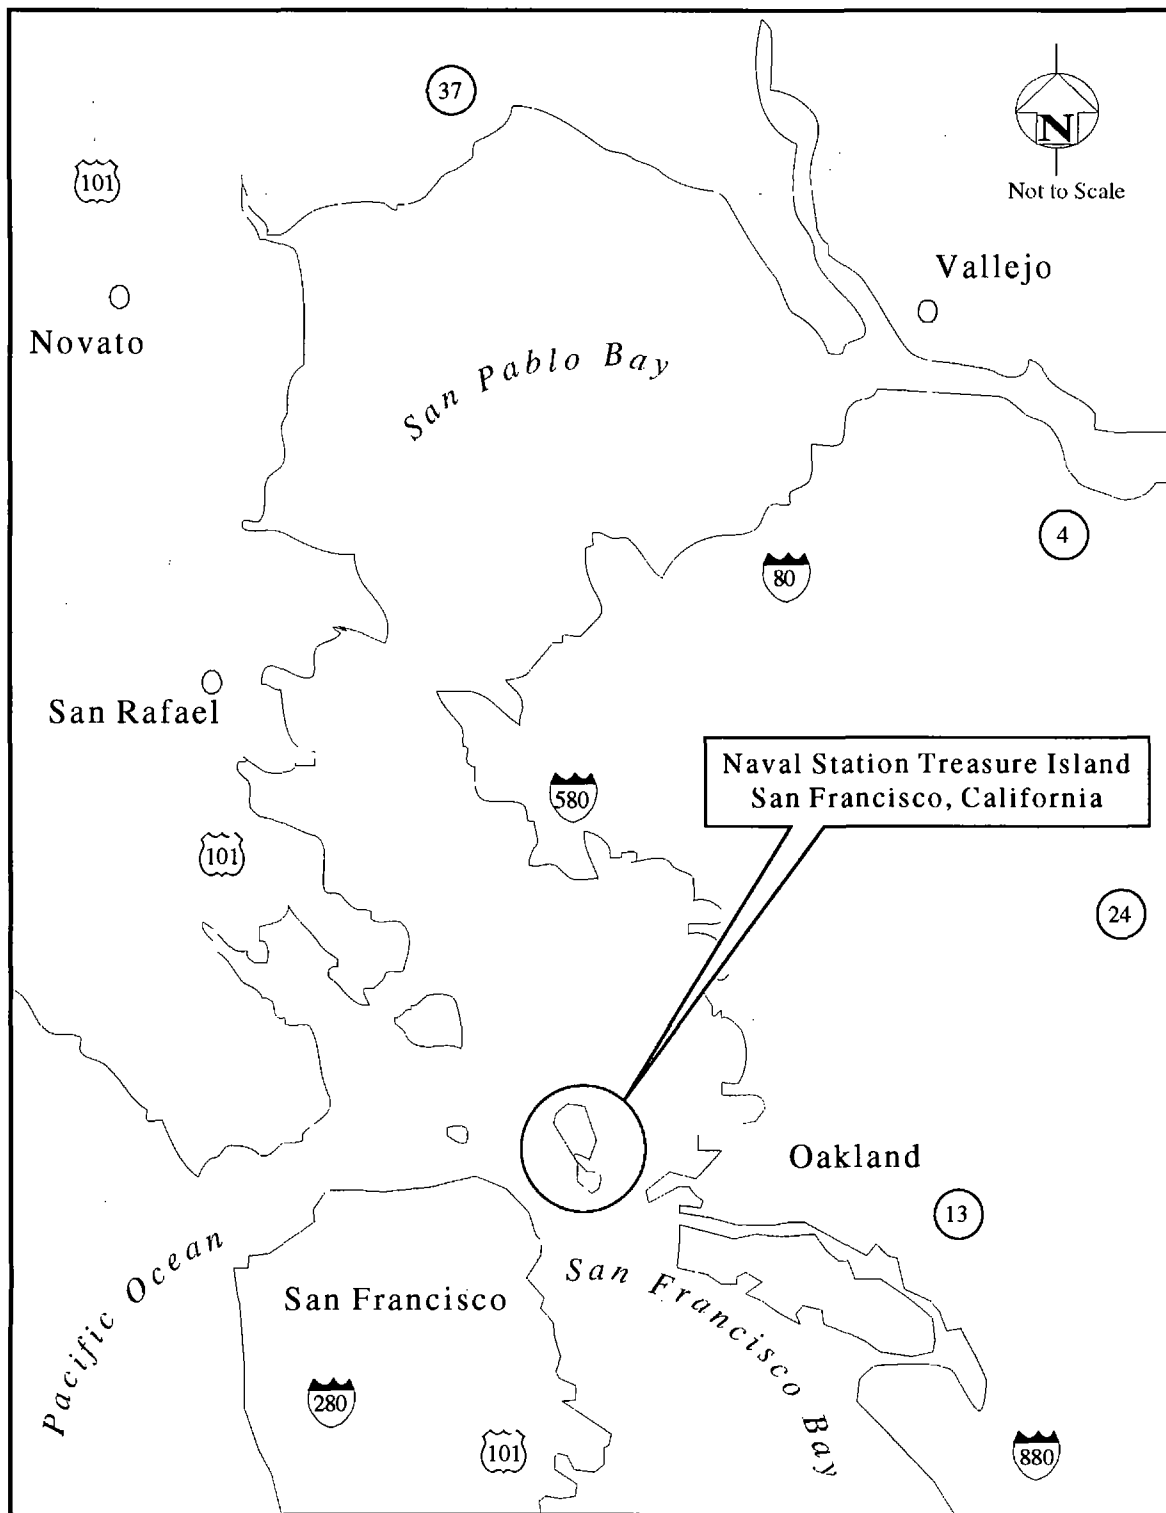 37
101
N
Not to Scale
Vallejo
Novato
San Pablo Bay
4
80
San Rafael
Naval Station Treasure Island
San Francisco, California
580
101
24
Oakland
13
Pacific Ocean
San Francisco
San Francisco Bay
280
101
880